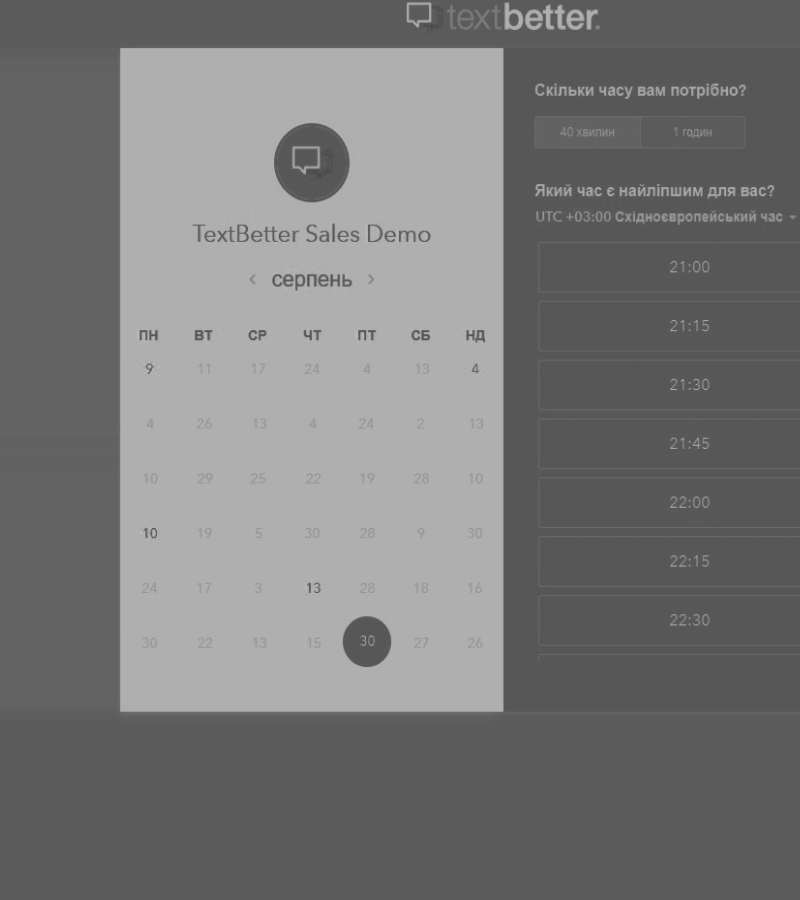 textbetter.
TextBetter Sales Demo
< серпень >
ПН ВТ СР ЧТ ПТ СБ НД
9 11 17 24 4 13 4
4 26 13 4 24 2 13
10 29 25 22 19 28 10
10 19 5 30 28 9 30
24 17 3 13 28 18 16
30 22 13 15 30 27 26
Скільки часу вам потрібно?
40 хвилин 1 годин
Який час є найліпшим для вас?
UTC +03:00 Східноєвропейський час
21:00
21:15
21:30
21:45
22:00
22:15
22:30